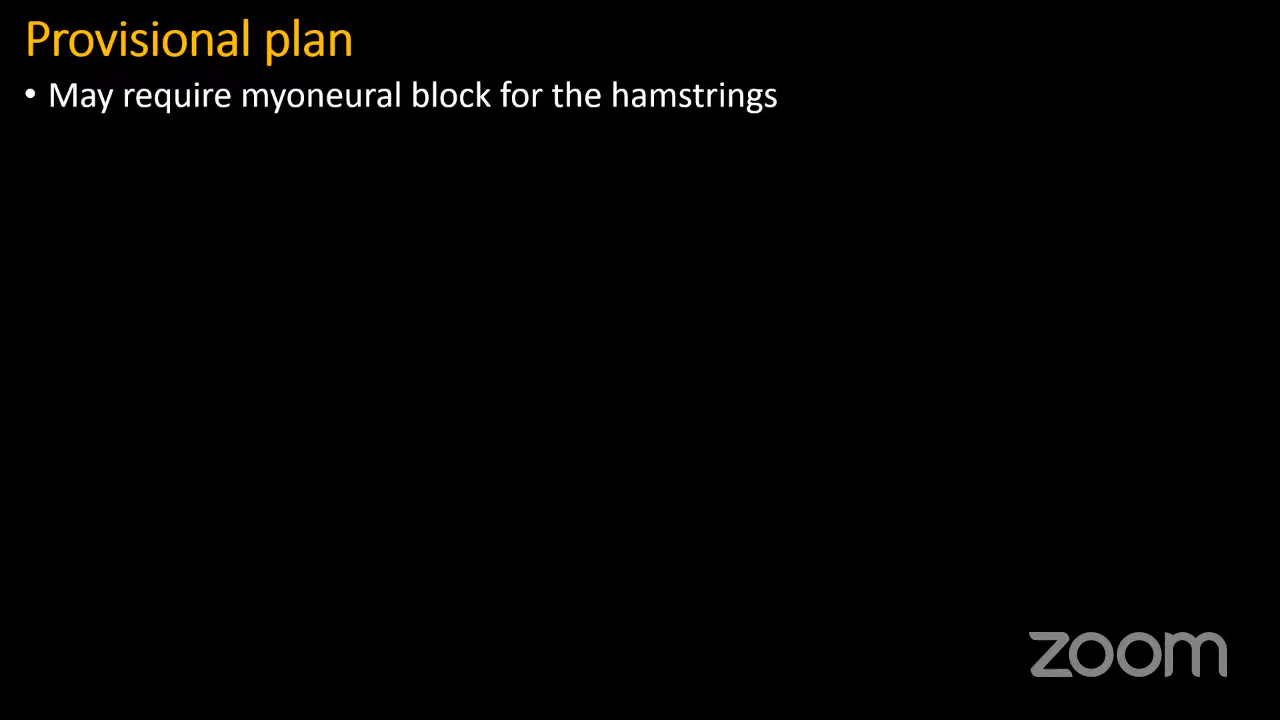 Provisional plan
• May require myoneural block for the hamstrings
zoom